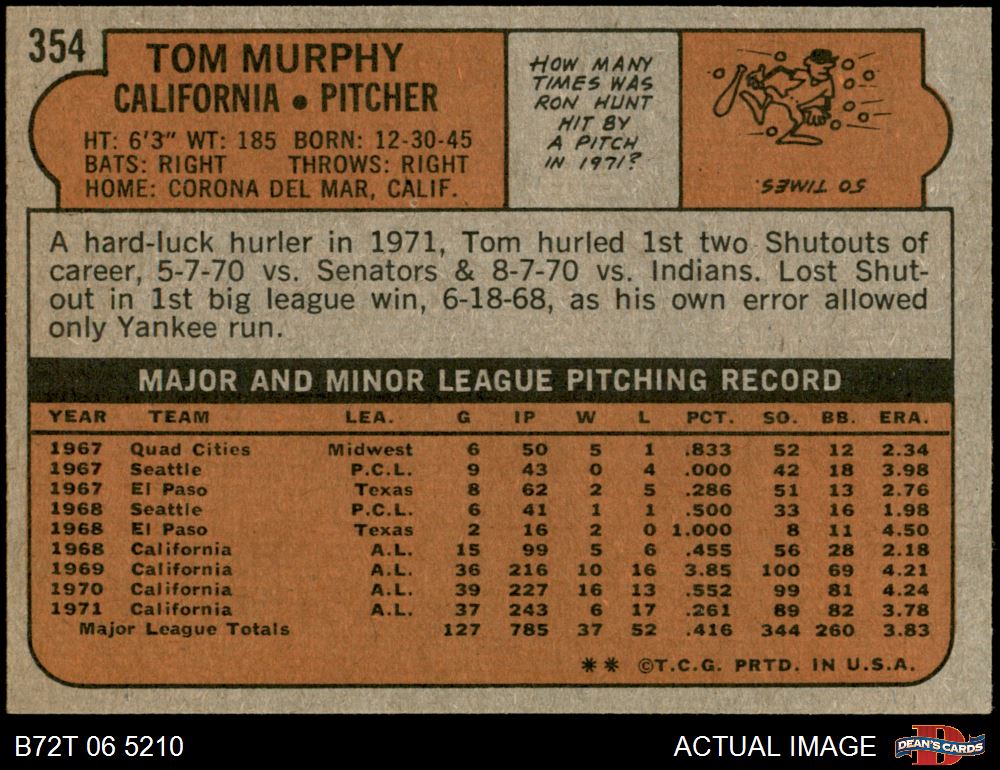 354
TOM MURPHY
CALIFORNIA • PITCHER
HT: 6'3" WT: 185 BORN: 12-30-45
BATS: RIGHT THROWS: RIGHT
HOME: CORONA DEL MAR, CALIF.
HOW MANY
TIMES WAS
RON HUNT
HIT BY
A PITCH
IN 1971?
50 TIMES.
A hard-luck hurler in 1971, Tom hurled 1st two Shutouts of
career, 5-7-70 vs. Senators & 8-7-70 vs. Indians. Lost Shut-
out in 1st big league win, 6-18-68, as his own error allowed
only Yankee run.
MAJOR AND MINOR LEAGUE PITCHING RECORD
YEAR TEAM LEA. G IP W L PCT. SO. BB. ERA.
1967 Quad Cities Midwest 6 50 5 1 .833 52 12 2.34
1967 Seattle P.C.L. 9 43 0 4 .000 42 18 3.98
1967 El Paso Texas 8 62 2 5 .286 51 13 2.76
1968 Seattle P.C.L. 6 41 1 1 .500 33 16 1.98
1968 El Paso Texas 2 16 2 0 1.000 8 11 4.50
1968 California A.L. 15 99 5 6 .455 56 28 2.18
1969 California A.L. 36 216 10 16 3.85 100 69 4.21
1970 California A.L. 39 227 16 13 .552 99 81 4.24
1971 California A.L. 37 243 6 17 .261 89 82 3.78
Major League Totals 127 785 37 52 .416 344 260 3.83
** ©T.C.G. PRTD. IN U.S.A.
B72T 06 5210
ACTUAL IMAGE
D
DEAN'S CARDS